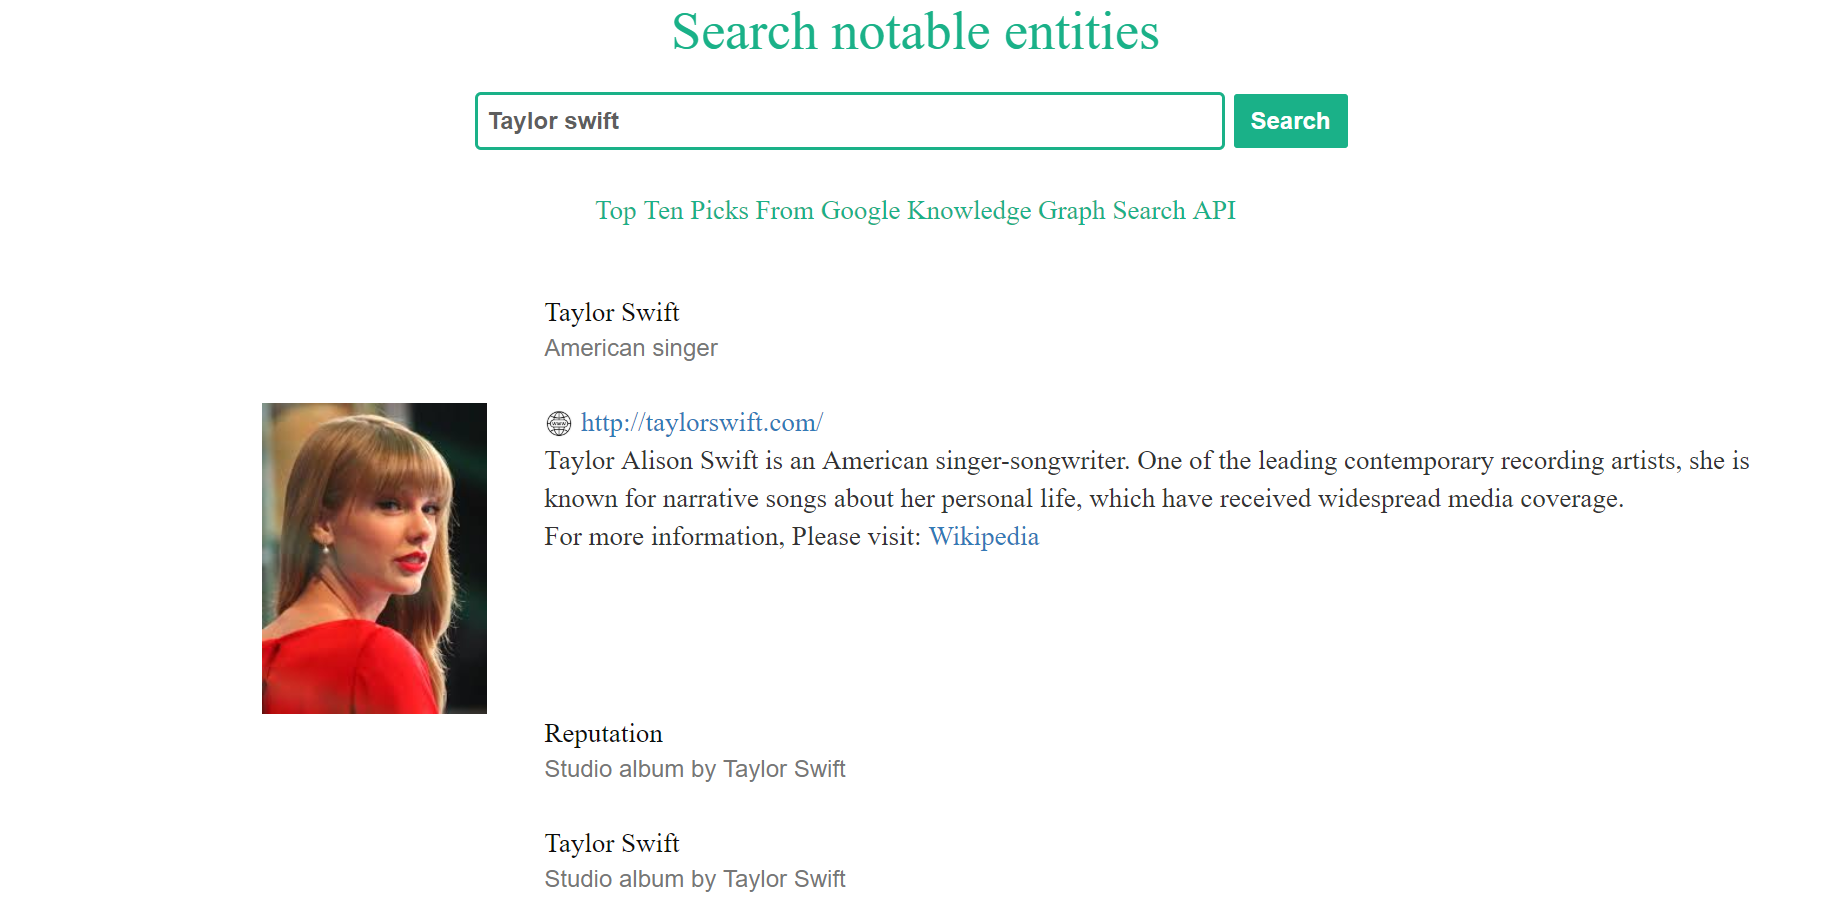 Search notable entities
Taylor swift
Search
Top Ten Picks From Google Knowledge Graph Search API
Taylor Swift
American singer
http://taylorswift.com/
Taylor Alison Swift is an American singer-songwriter. One of the leading contemporary recording artists, she is
known for narrative songs about her personal life, which have received widespread media coverage.
For more information, Please visit: Wikipedia
Reputation
Studio album by Taylor Swift
Taylor Swift
Studio album by Taylor Swift